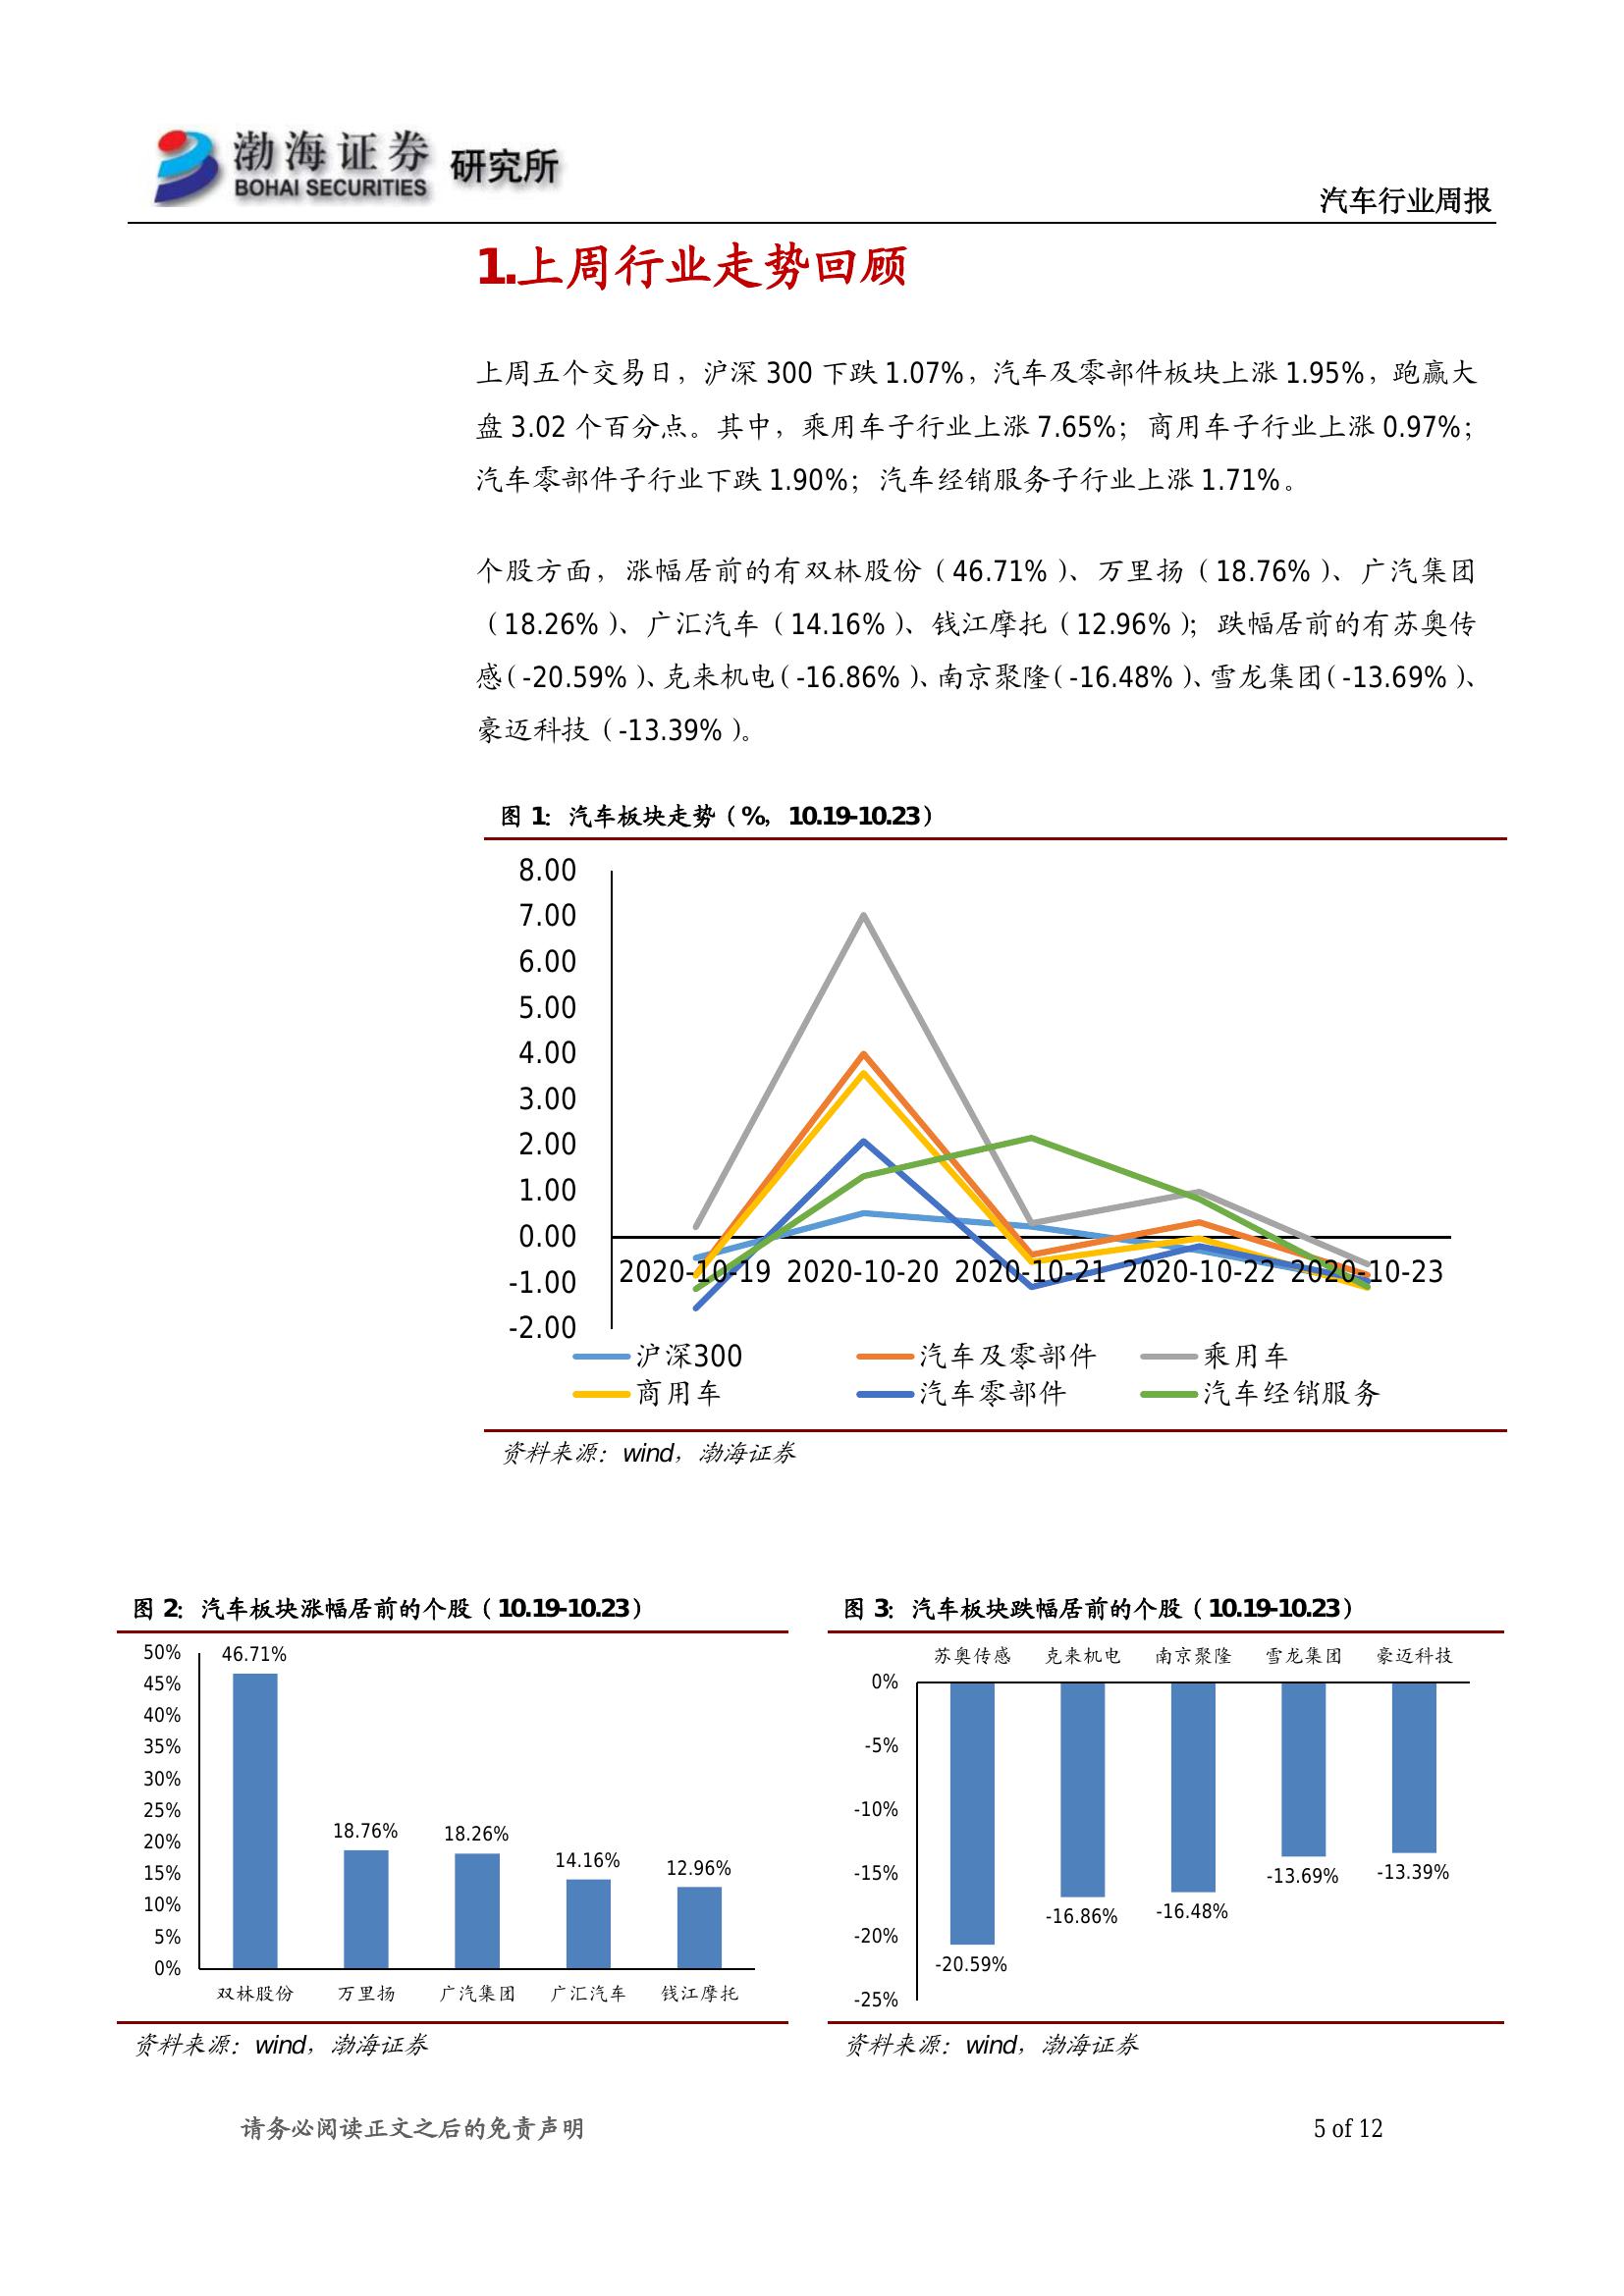 渤海证券 研究所
BOHAI SECURITIES
汽车行业周报
1.上周行业走势回顾
上周五个交易日，沪深 300 下跌 1.07%，汽车及零部件板块上涨 1.95%，跑赢大
盘 3.02 个百分点。其中，乘用车子行业上涨 7.65%；商用车子行业上涨 0.97%；
汽车零部件子行业下跌 1.90%；汽车经销服务子行业上涨 1.71%。
个股方面，涨幅居前的有双林股份（46.71%）、万里扬（18.76%）、广汽集团
（18.26%）、广汇汽车（14.16%）、钱江摩托（12.96%）；跌幅居前的有苏奥传
感（-20.59%）、克来机电（-16.86%）、南京聚隆（-16.48%）、雪龙集团（-13.69%）、
豪迈科技（-13.39%）。
图 1：汽车板块走势（%，10.19-10.23）
8.00
7.00
6.00
5.00
4.00
3.00
2.00
1.00
0.00
-1.00
-2.00
2020-10-19 2020-10-20 2020-10-21 2020-10-22 2020-10-23
沪深300 汽车及零部件 乘用车
商用车 汽车零部件 汽车经销服务
资料来源：wind，渤海证券
图 2：汽车板块涨幅居前的个股（10.19-10.23）
50%
45%
40%
35%
30%
25%
20%
15%
10%
5%
0%
46.71%
18.76%
18.26%
14.16%
12.96%
双林股份 万里扬 广汽集团 广汇汽车 钱江摩托
资料来源：wind，渤海证券
图 3：汽车板块跌幅居前的个股（10.19-10.23）
苏奥传感 克来机电 南京聚隆 雪龙集团 豪迈科技
0%
-5%
-10%
-15%
-20%
-25%
-20.59%
-16.86%
-16.48%
-13.69%
-13.39%
资料来源：wind，渤海证券
请务必阅读正文之后的免责声明
5 of 12